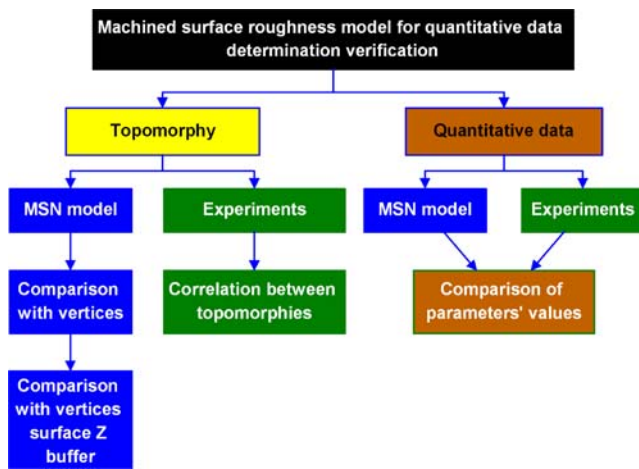 Machined surface roughness model for quantitative data
determination verification
Topomorphy
Quantitative data
MSN model
Experiments
MSN model
Experiments
Comparison
with vertices
Correlation between
topomorphies
Comparison of
parameters' values
Comparison
with vertices
surface Z
buffer